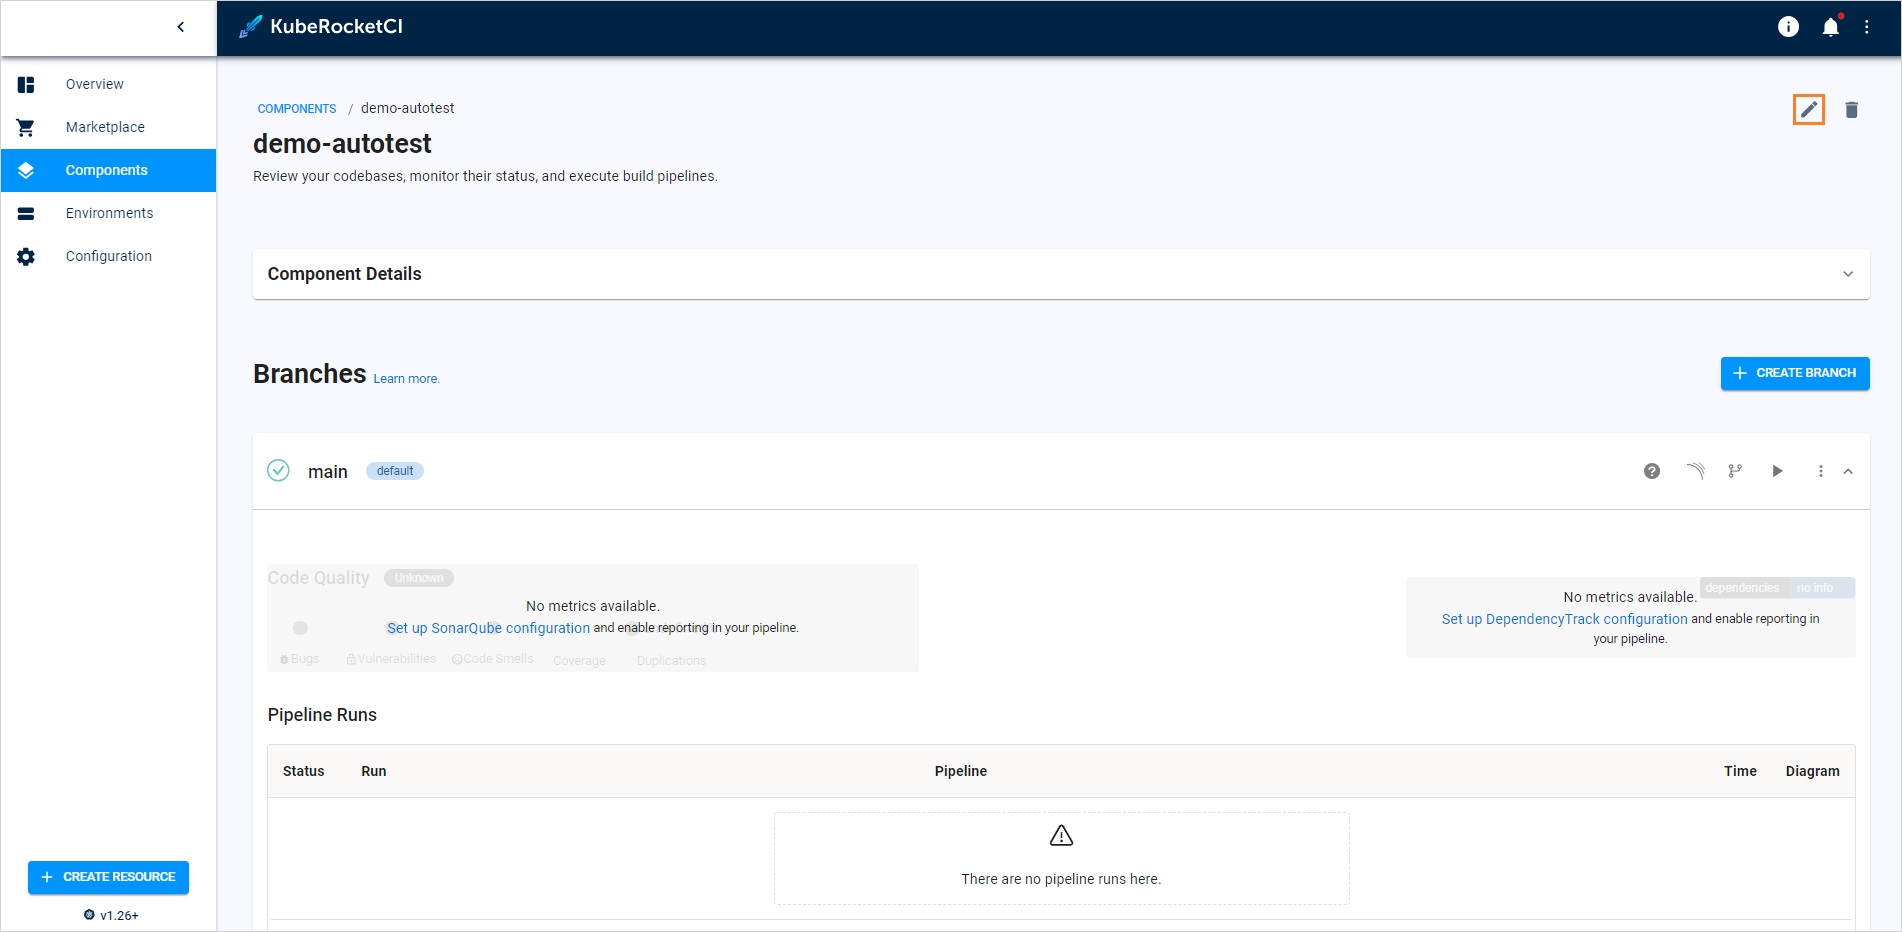 KubeRocketCI
Overview
Marketplace
Components
Environments
Configuration
CREATE RESOURCE
v1.26+
COMPONENTS / demo-autotest
demo-autotest
Review your codebases, monitor their status, and execute build pipelines.
Component Details
Branches Learn more.
CREATE BRANCH
main default
Code Quality Unknown
No metrics available.
Set up SonarQube configuration and enable reporting in your pipeline.
Bugs Vulnerabilities Code Smells Coverage Duplications
dependencies no info
No metrics available.
Set up DependencyTrack configuration and enable reporting in
your pipeline.
Pipeline Runs
Status Run Pipeline Time Diagram
There are no pipeline runs here.